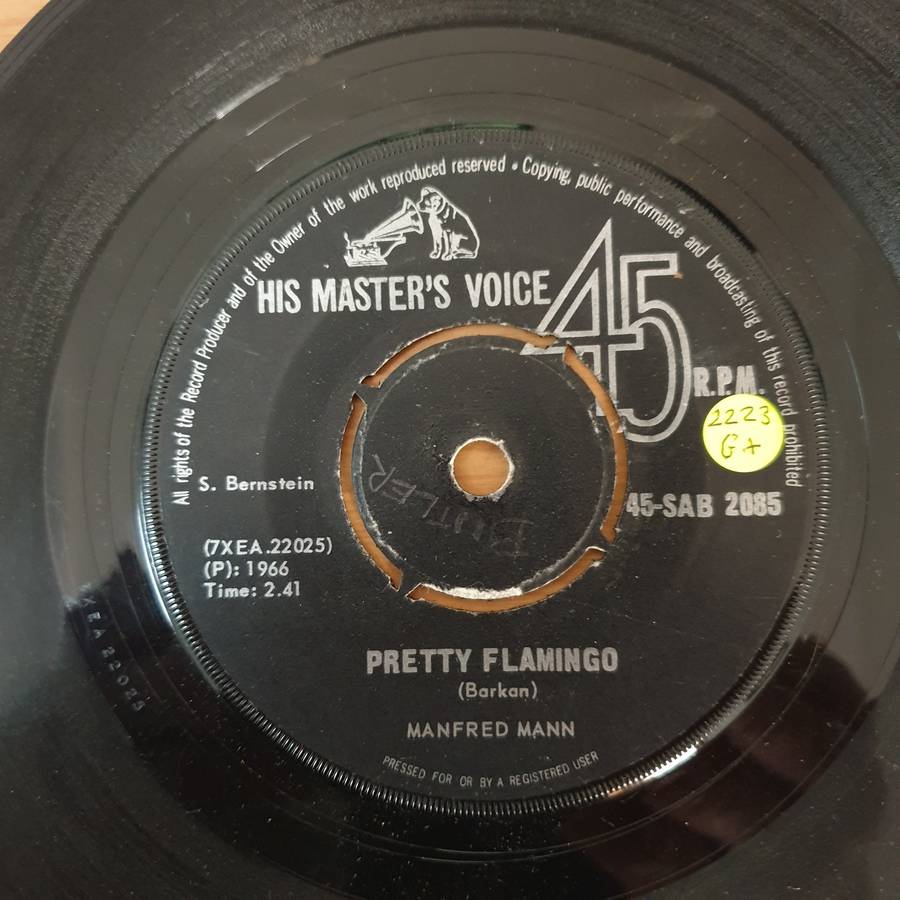 All rights of the Record Producer and of the Owner of the work reproduced reserved • Copying, public performance and broadcasting of this record prohibited
HIS MASTER'S VOICE
45
R.P.M.
2223
G+
S. Bernstein
45-SAB 2085
(7XEA.22025)
(P): 1966
Time: 2.41
BUTLER
PRETTY FLAMINGO
(Barkan)
MANFRED MANN
PRESSED FOR OR BY A REGISTERED USER
XEA 22025